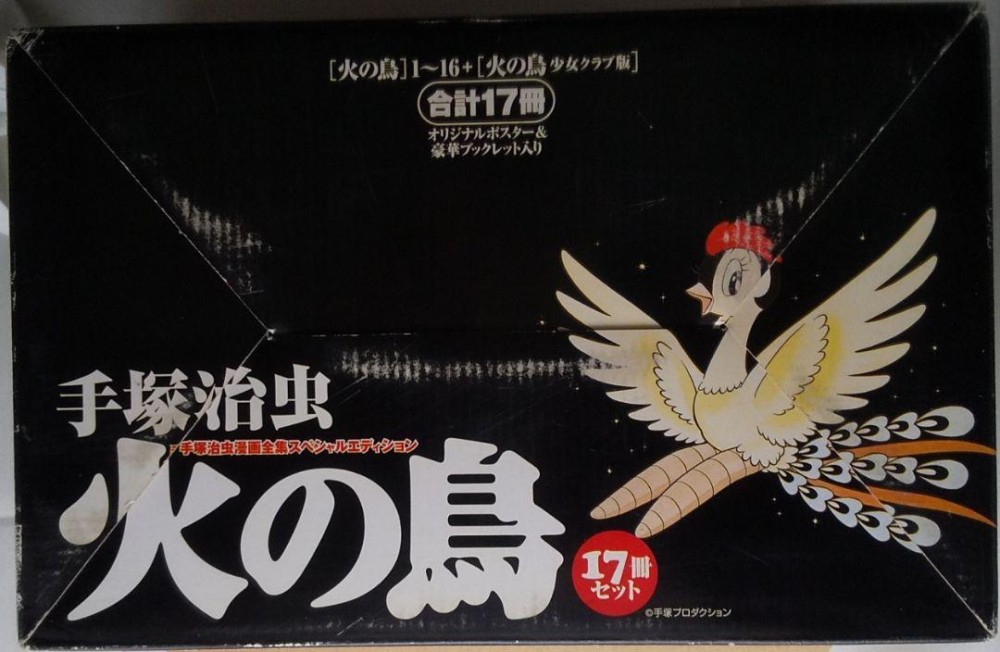 [火の鳥]1〜16+[火の鳥 少女クラブ版]
合計17冊
オリジナルポスター&
豪華ブックレット入り
手塚治虫
手塚治虫漫画全集スペシャルエディション
火の鳥
17冊
セット
©手塚プロダクション